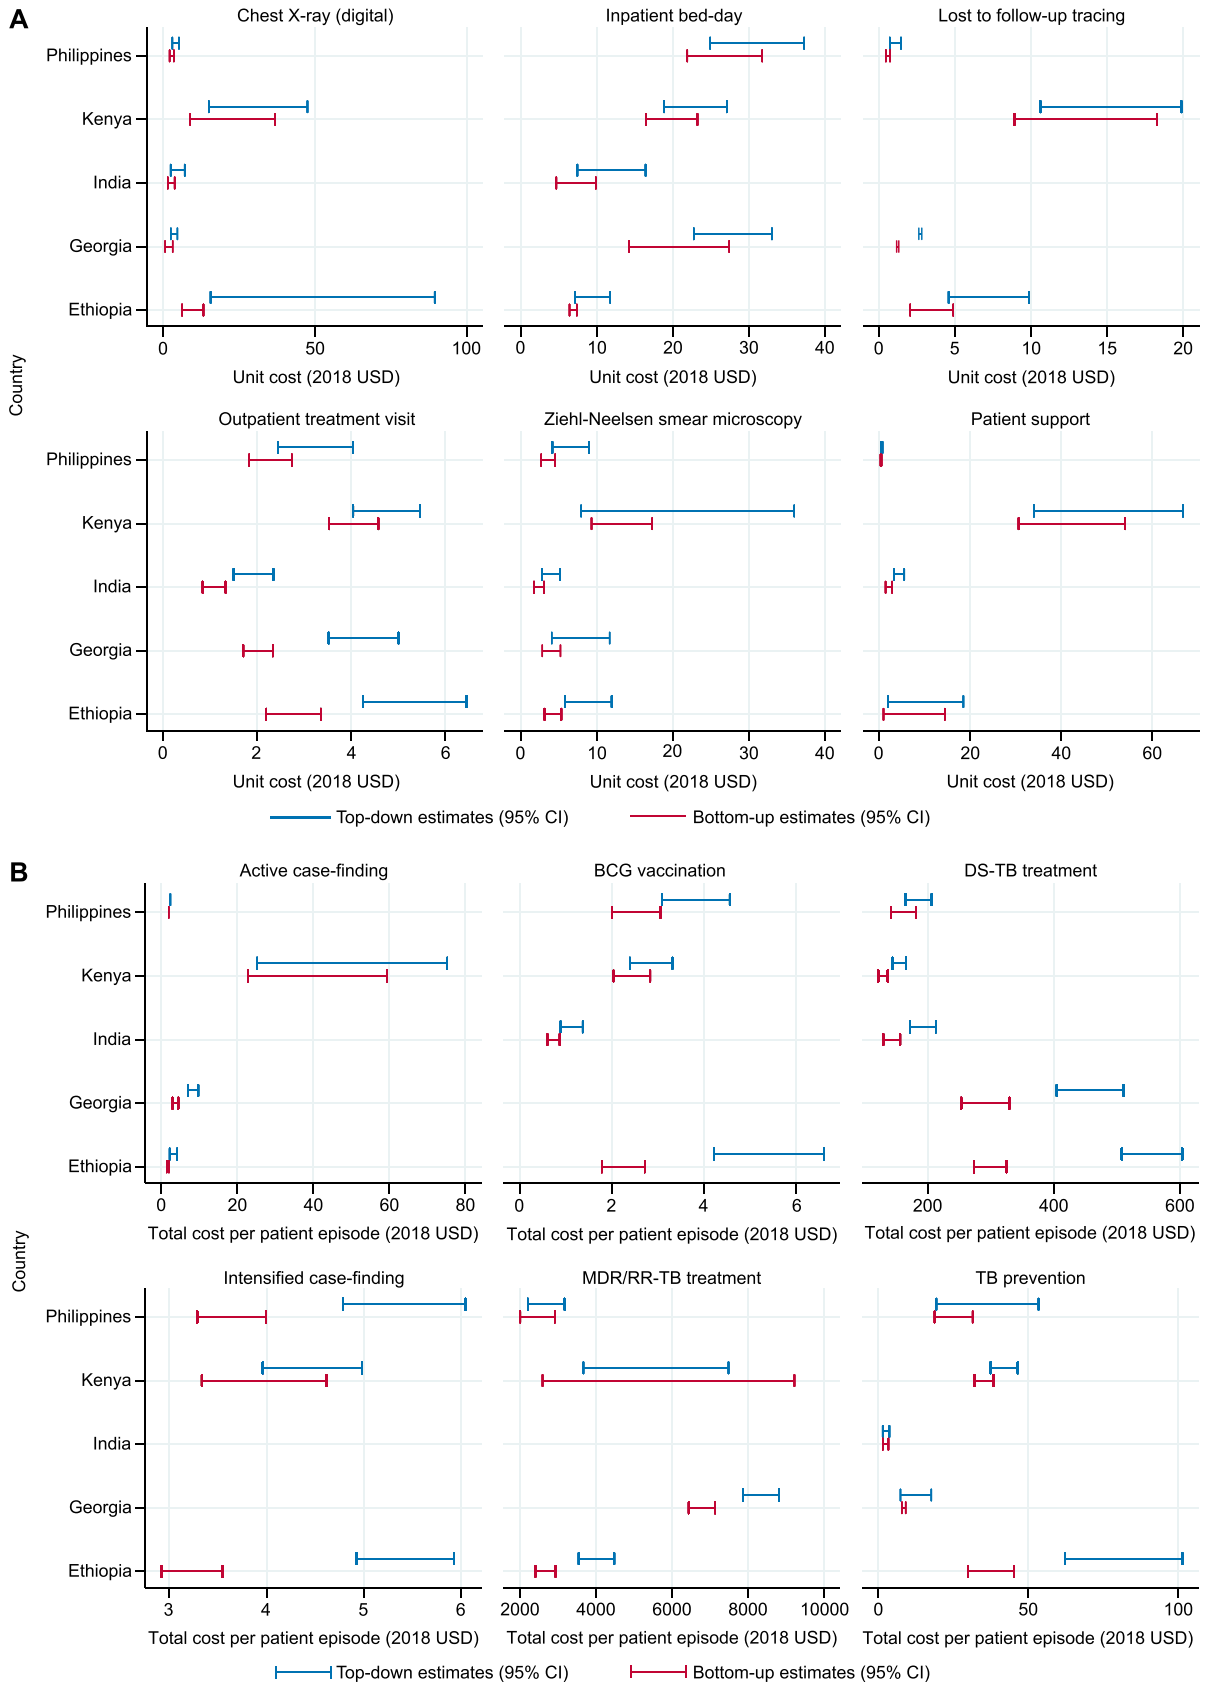 A
Chest X-ray (digital)
Inpatient bed-day
Lost to follow-up tracing
Philippines
Kenya
India
Georgia
Ethiopia
0 50 100
0 10 20 30 40
0 5 10 15 20
Unit cost (2018 USD)
Unit cost (2018 USD)
Unit cost (2018 USD)
Country
Outpatient treatment visit
Ziehl-Neelsen smear microscopy
Patient support
Philippines
Kenya
India
Georgia
Ethiopia
0 2 4 6
0 10 20 30 40
0 20 40 60
Unit cost (2018 USD)
Unit cost (2018 USD)
Unit cost (2018 USD)
Top-down estimates (95% CI)
Bottom-up estimates (95% CI)
B
Active case-finding
BCG vaccination
DS-TB treatment
Philippines
Kenya
India
Georgia
Ethiopia
0 20 40 60 80
0 2 4 6
200 400 600
Total cost per patient episode (2018 USD)
Total cost per patient episode (2018 USD)
Total cost per patient episode (2018 USD)
Country
Intensified case-finding
MDR/RR-TB treatment
TB prevention
Philippines
Kenya
India
Georgia
Ethiopia
3 4 5 6
2000 4000 6000 8000 10000
0 50 100
Total cost per patient episode (2018 USD)
Total cost per patient episode (2018 USD)
Total cost per patient episode (2018 USD)
Top-down estimates (95% CI)
Bottom-up estimates (95% CI)